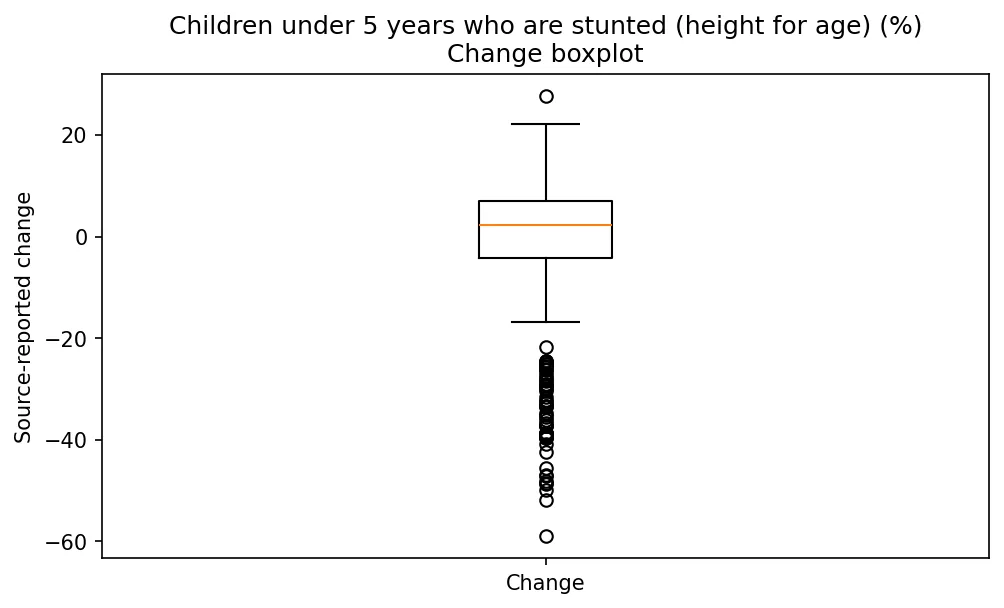 Children under 5 years who are stunted (height for age) (%)
Change boxplot
Source-reported change
20
0
−20
−40
−60
Change